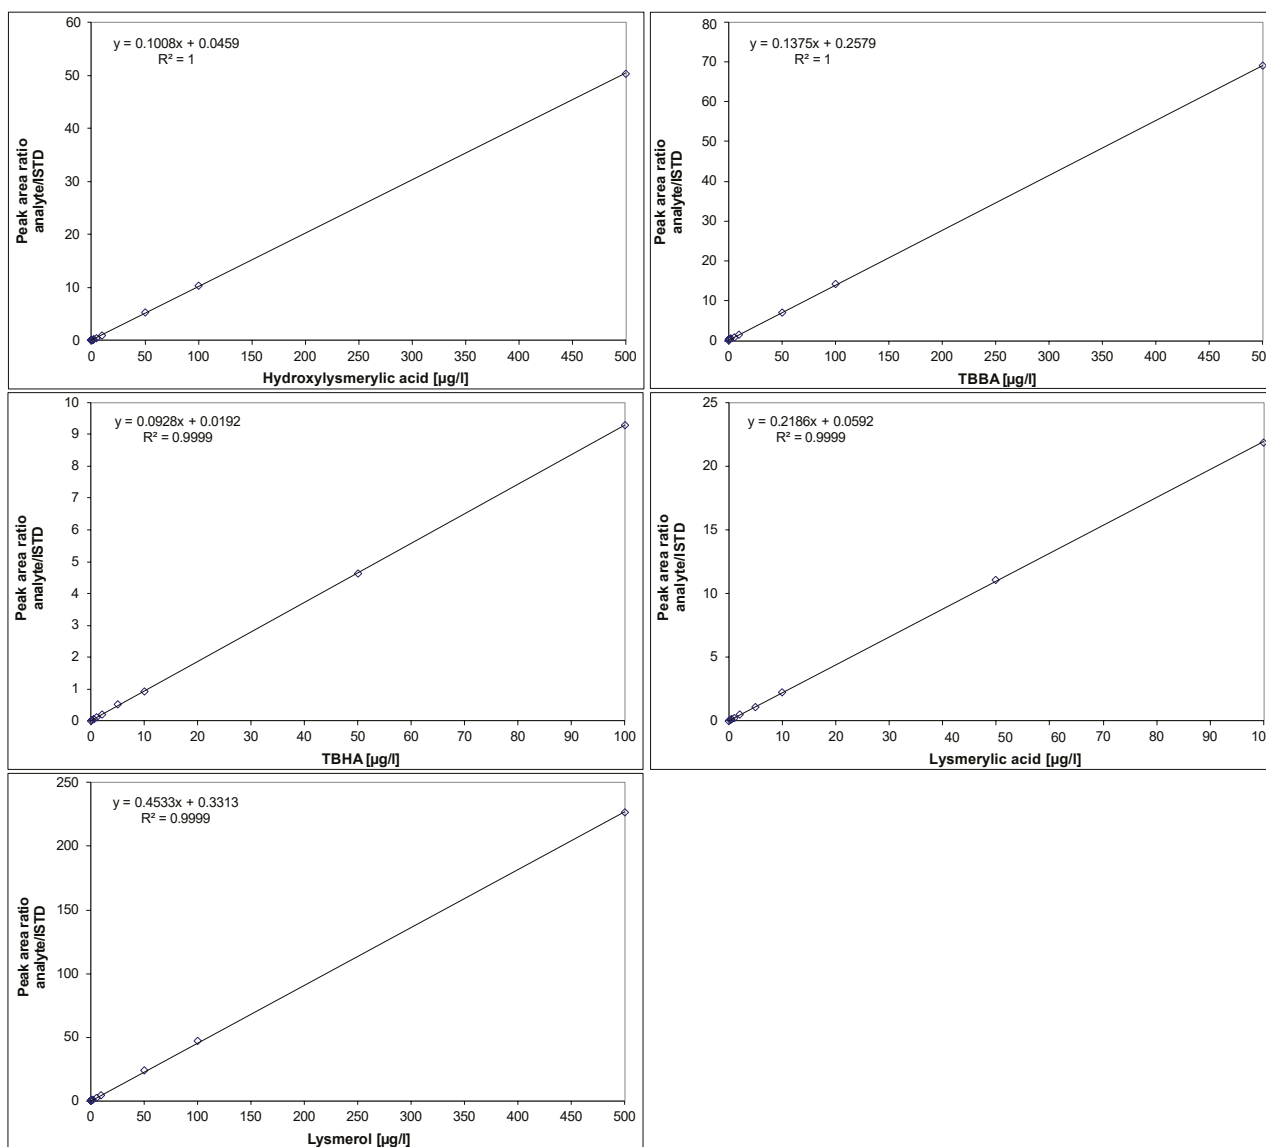 y = 0.1008x + 0.0459
R² = 1
60
50
40
30
20
10
0
Peak area ratio
analyte/ISTD
0 50 100 150 200 250 300 350 400 450 500
Hydroxylysmerylic acid [µg/l]
y = 0.1375x + 0.2579
R² = 1
80
70
60
50
40
30
20
10
0
Peak area ratio
analyte/ISTD
0 50 100 150 200 250 300 350 400 450 50
TBBA [µg/l]
y = 0.0928x + 0.0192
R² = 0.9999
10
9
8
7
6
5
4
3
2
1
0
Peak area ratio
analyte/ISTD
0 10 20 30 40 50 60 70 80 90 100
TBHA [µg/l]
y = 0.2186x + 0.0592
R² = 0.9999
25
20
15
10
5
0
Peak area ratio
analyte/ISTD
0 10 20 30 40 50 60 70 80 90 10
Lysmerylic acid [µg/l]
y = 0.4533x + 0.3313
R² = 0.9999
250
200
150
100
50
0
Peak area ratio
analyte/ISTD
0 50 100 150 200 250 300 350 400 450 500
Lysmerol [µg/l]